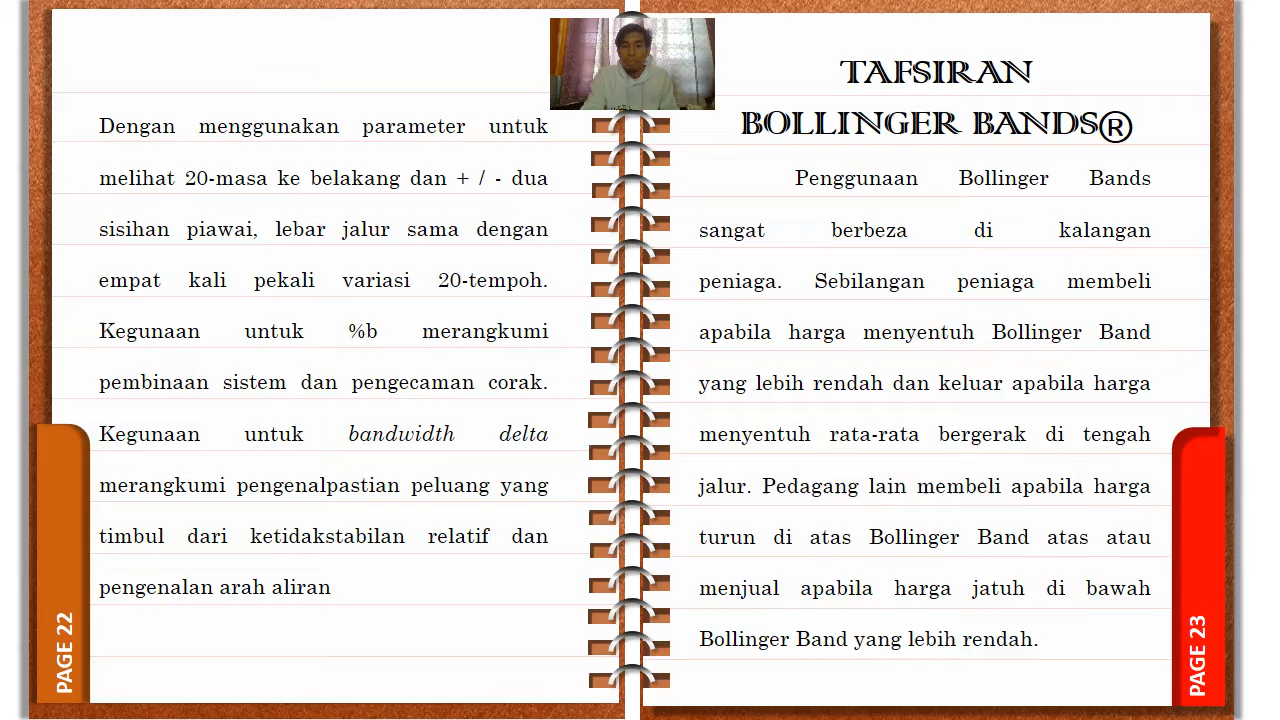 Dengan menggunakan parameter untuk
melihat 20-masa ke belakang dan + / - dua
sisihan piawai, lebar jalur sama dengan
empat kali pekali variasi 20-tempoh.
Kegunaan untuk %b merangkumi
pembinaan sistem dan pengecaman corak.
Kegunaan untuk bandwidth delta
merangkumi pengenalpastian peluang yang
timbul dari ketidakstabilan relatif dan
pengenalan arah aliran
PAGE 22
TAFSIRAN
BOLLINGER BANDS®
Penggunaan Bollinger Bands
sangat berbeza di kalangan
peniaga. Sebilangan peniaga membeli
apabila harga menyentuh Bollinger Band
yang lebih rendah dan keluar apabila harga
menyentuh rata-rata bergerak di tengah
jalur. Pedagang lain membeli apabila harga
turun di atas Bollinger Band atas atau
menjual apabila harga jatuh di bawah
Bollinger Band yang lebih rendah.
PAGE 23